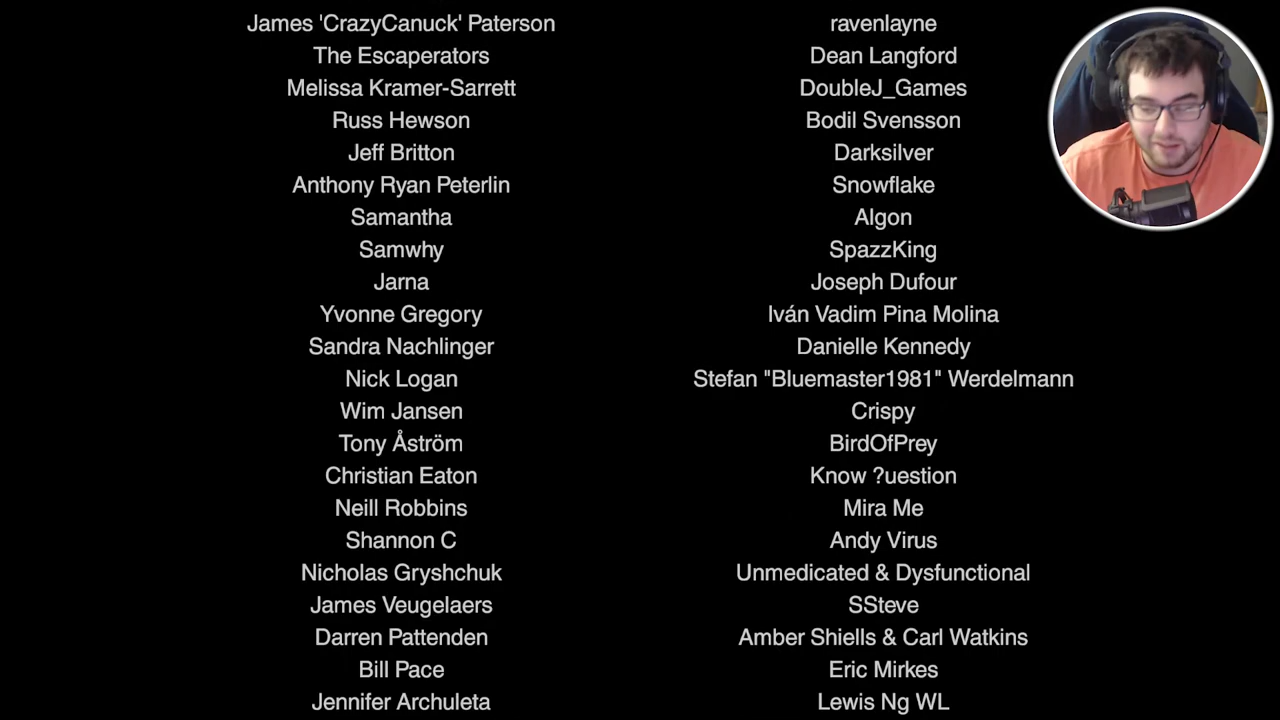 James 'CrazyCanuck' Paterson
The Escaperators
Melissa Kramer-Sarrett
Russ Hewson
Jeff Britton
Anthony Ryan Peterlin
Samantha
Samwhy
Jarna
Yvonne Gregory
Sandra Nachlinger
Nick Logan
Wim Jansen
Tony Åström
Christian Eaton
Neill Robbins
Shannon C
Nicholas Gryshchuk
James Veugelaers
Darren Pattenden
Bill Pace
Jennifer Archuleta
ravenlayne
Dean Langford
DoubleJ_Games
Bodil Svensson
Darksilver
Snowflake
Algon
SpazzKing
Joseph Dufour
Iván Vadim Pina Molina
Danielle Kennedy
Stefan "Bluemaster1981" Werdelmann
Crispy
BirdOfPrey
Know ?uestion
Mira Me
Andy Virus
Unmedicated & Dysfunctional
SSteve
Amber Shiells & Carl Watkins
Eric Mirkes
Lewis Ng WL